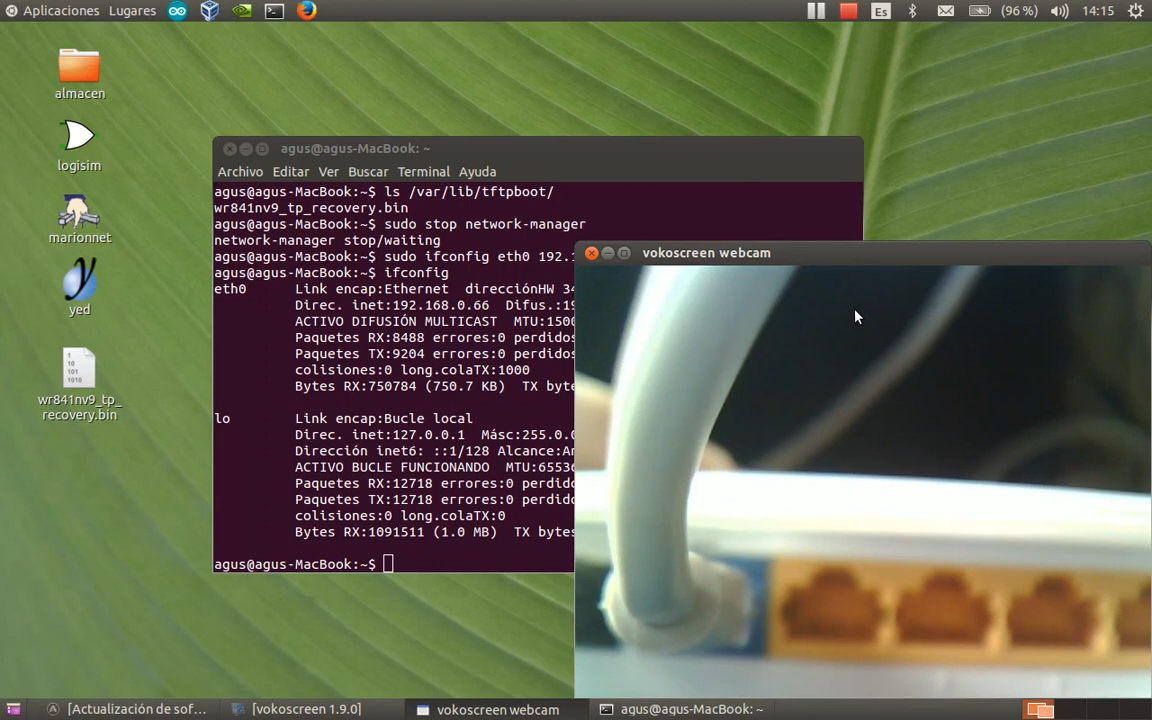 Aplicaciones Lugares Es (96 %) 14:15
almacen
logisim
marionnet
yed
1
10
101
1010
wr841nv9_tp_
recovery.bin
agus@agus-MacBook: ~
Archivo Editar Ver Buscar Terminal Ayuda
agus@agus-MacBook:~$ ls /var/lib/tftpboot/
wr841nv9_tp_recovery.bin
agus@agus-MacBook:~$ sudo stop network-manager
network-manager stop/waiting
agus@agus-MacBook:~$ sudo ifconfig eth0 192.1
agus@agus-MacBook:~$ ifconfig
eth0 Link encap:Ethernet direcciónHW 34
Direc. inet:192.168.0.66 Difus.:19
ACTIVO DIFUSIÓN MULTICAST MTU:1500
Paquetes RX:8488 errores:0 perdidos
Paquetes TX:9204 errores:0 perdidos
colisiones:0 long.colaTX:1000
Bytes RX:750784 (750.7 KB) TX byte
lo Link encap:Bucle local
Direc. inet:127.0.0.1 Másc:255.0.0
Dirección inet6: ::1/128 Alcance:An
ACTIVO BUCLE FUNCIONANDO MTU:65536
Paquetes RX:12718 errores:0 perdido
Paquetes TX:12718 errores:0 perdido
colisiones:0 long.colaTX:0
Bytes RX:1091511 (1.0 MB) TX bytes
agus@agus-MacBook:~$
vokoscreen webcam
[Actualización de sof... [vokoscreen 1.9.0] vokoscreen webcam agus@agus-MacBook: ~